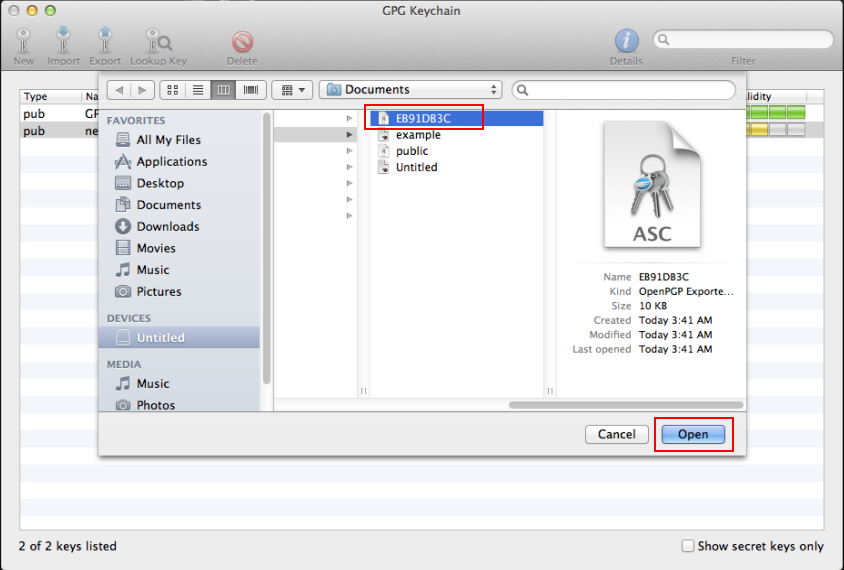 GPG Keychain
New Import Export Lookup Key Delete Details Filter
Documents
Type Na lidity
pub GP
pub ne
FAVORITES
All My Files
Applications
Desktop
Documents
Downloads
Movies
Music
Pictures
DEVICES
Untitled
MEDIA
Music
Photos
EB91DB3C
example
public
Untitled
ASC
Name EB91DB3C
Kind OpenPGP Exporte...
Size 10 KB
Created Today 3:41 AM
Modified Today 3:41 AM
Last opened Today 3:41 AM
Cancel Open
2 of 2 keys listed
Show secret keys only